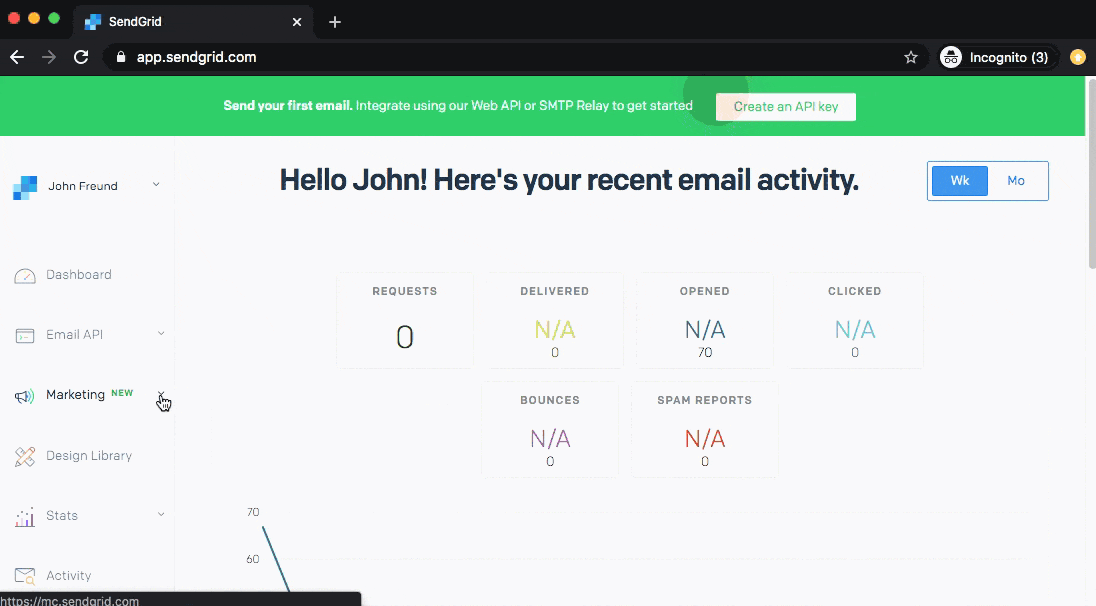 SendGrid
app.sendgrid.com
Incognito (3)
Send your first email. Integrate using our Web API or SMTP Relay to get started
Create an API key
John Freund
Hello John! Here's your recent email activity.
Wk
Mo
Dashboard
Email API
Marketing NEW
Design Library
Stats
Activity
REQUESTS
0
DELIVERED
N/A
0
OPENED
N/A
70
CLICKED
N/A
0
BOUNCES
N/A
0
SPAM REPORTS
N/A
0
70
60
https://mc.sendgrid.com